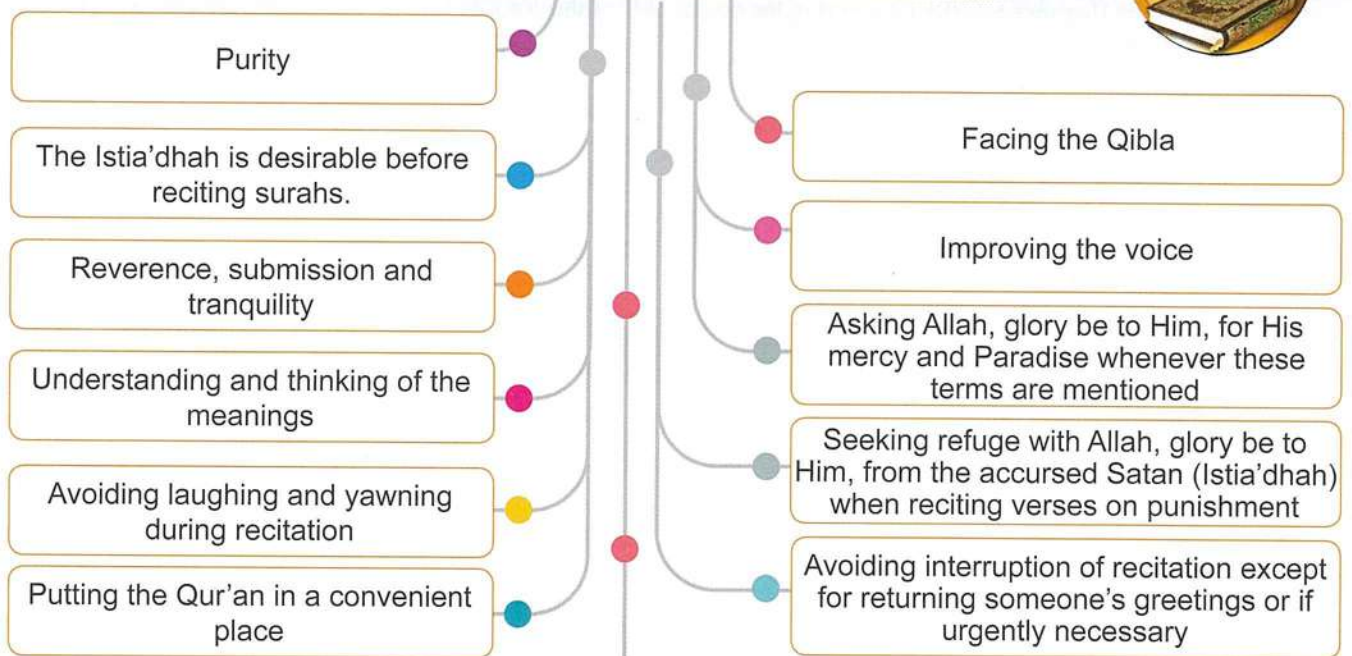 Purity
The Istia’dhah is desirable before
reciting surahs.
Reverence, submission and
tranquility
Understanding and thinking of the
meanings
Avoiding laughing and yawning
during recitation
Putting the Qur’an in a convenient
place
Facing the Qibla
Improving the voice
Asking Allah, glory be to Him, for His
mercy and Paradise whenever these
terms are mentioned
Seeking refuge with Allah, glory be to
Him, from the accursed Satan (Istia’dhah)
when reciting verses on punishment
Avoiding interruption of recitation except
for returning someone’s greetings or if
urgently necessary